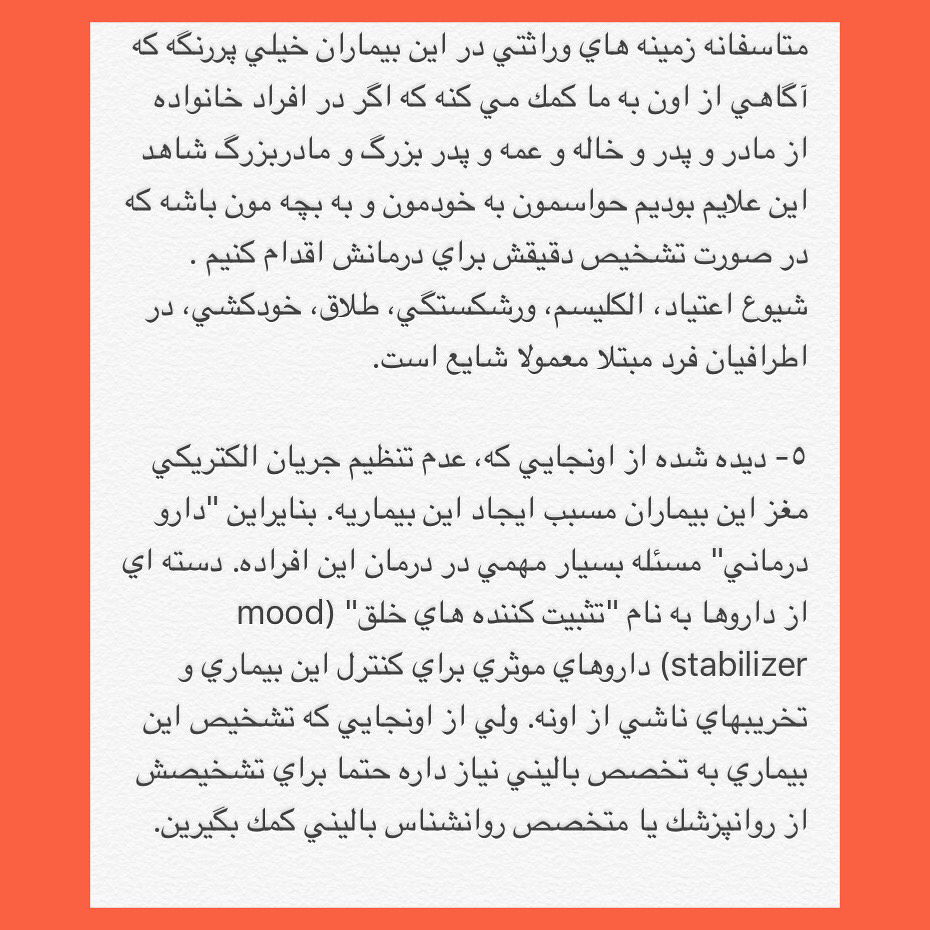 متاسفانه زمينه هاي وراثتي در اين بيماران خيلي پررنگه كه
آگاهي از اون به ما كمك مي كنه كه اگر در افراد خانواده
از مادر و پدر و خاله و عمه و پدر بزرگ و مادربزرگ شاهد
اين علايم بوديم حواسمون به خودمون و به بچه مون باشه كه
در صورت تشخيص دقيقش براي درمانش اقدام كنيم .
شيوع اعتياد، الكليسم، ورشكستگي، طلاق، خودكشي، در
اطرافيان فرد مبتلا معمولا شايع است.
٥- ديده شده از اونجايي كه، عدم تنظيم جريان الكتريكي
مغز اين بيماران مسبب ايجاد اين بيماريه. بنايراين "دارو
درماني" مسئله بسيار مهمي در درمان اين افراده. دسته اي
از داروها به نام "تثبيت كننده هاي خلق" (mood
stabilizer) داروهاي موثري براي كنترل اين بيماري و
تخريبهاي ناشي از اونه. ولي از اونجايي كه تشخيص اين
بيماري به تخصص باليني نياز داره حتما براي تشخيصش
از روانپزشك يا متخصص روانشناس باليني كمك بگيرين.